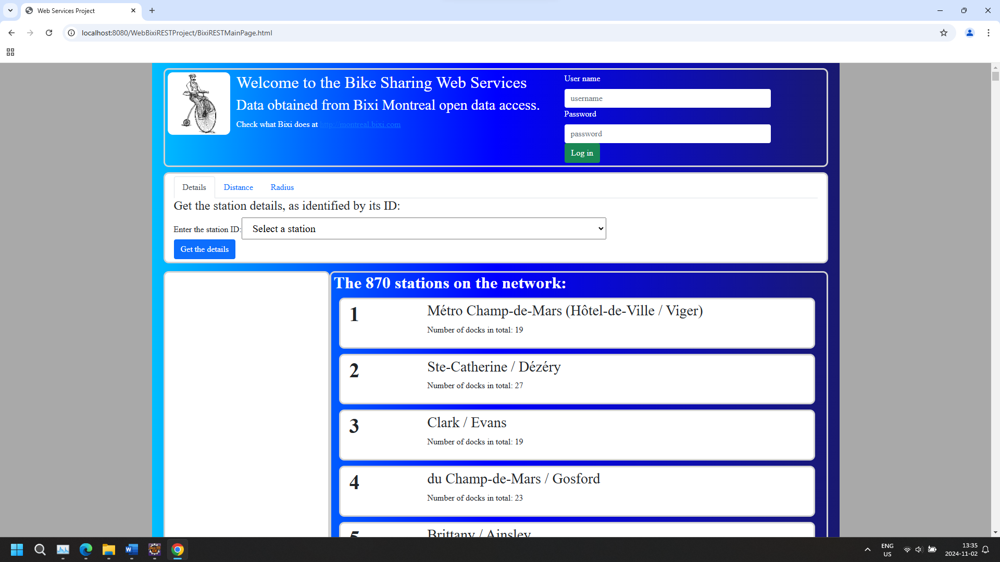 Web Services Project
localhost:8080/WebBixiRESTProject/BixiRESTMainPage.html
Welcome to the Bike Sharing Web Services
Data obtained from Bixi Montreal open data access.
Check what Bixi does at http://montreal.bixi.com
User name
username
Password
password
Log in
Details Distance Radius
Get the station details, as identified by its ID:
Enter the station ID: Select a station
Get the details
The 870 stations on the network:
1 Métro Champ-de-Mars (Hôtel-de-Ville / Viger)
Number of docks in total: 19
2 Ste-Catherine / Dézéry
Number of docks in total: 27
3 Clark / Evans
Number of docks in total: 19
4 du Champ-de-Mars / Gosford
Number of docks in total: 23
5 Brittany / Ainsley
ENG
US
13:35
2024-11-02